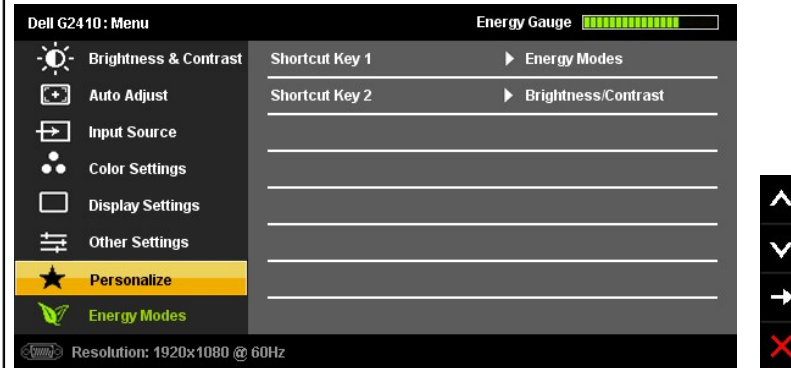 Dell G2410 : Menu Energy Gauge
Brightness & Contrast Shortcut Key 1 Energy Modes
Auto Adjust Shortcut Key 2 Brightness/Contrast
Input Source
Color Settings
Display Settings
Other Settings
Personalize
Energy Modes
Resolution: 1920x1080 @ 60Hz